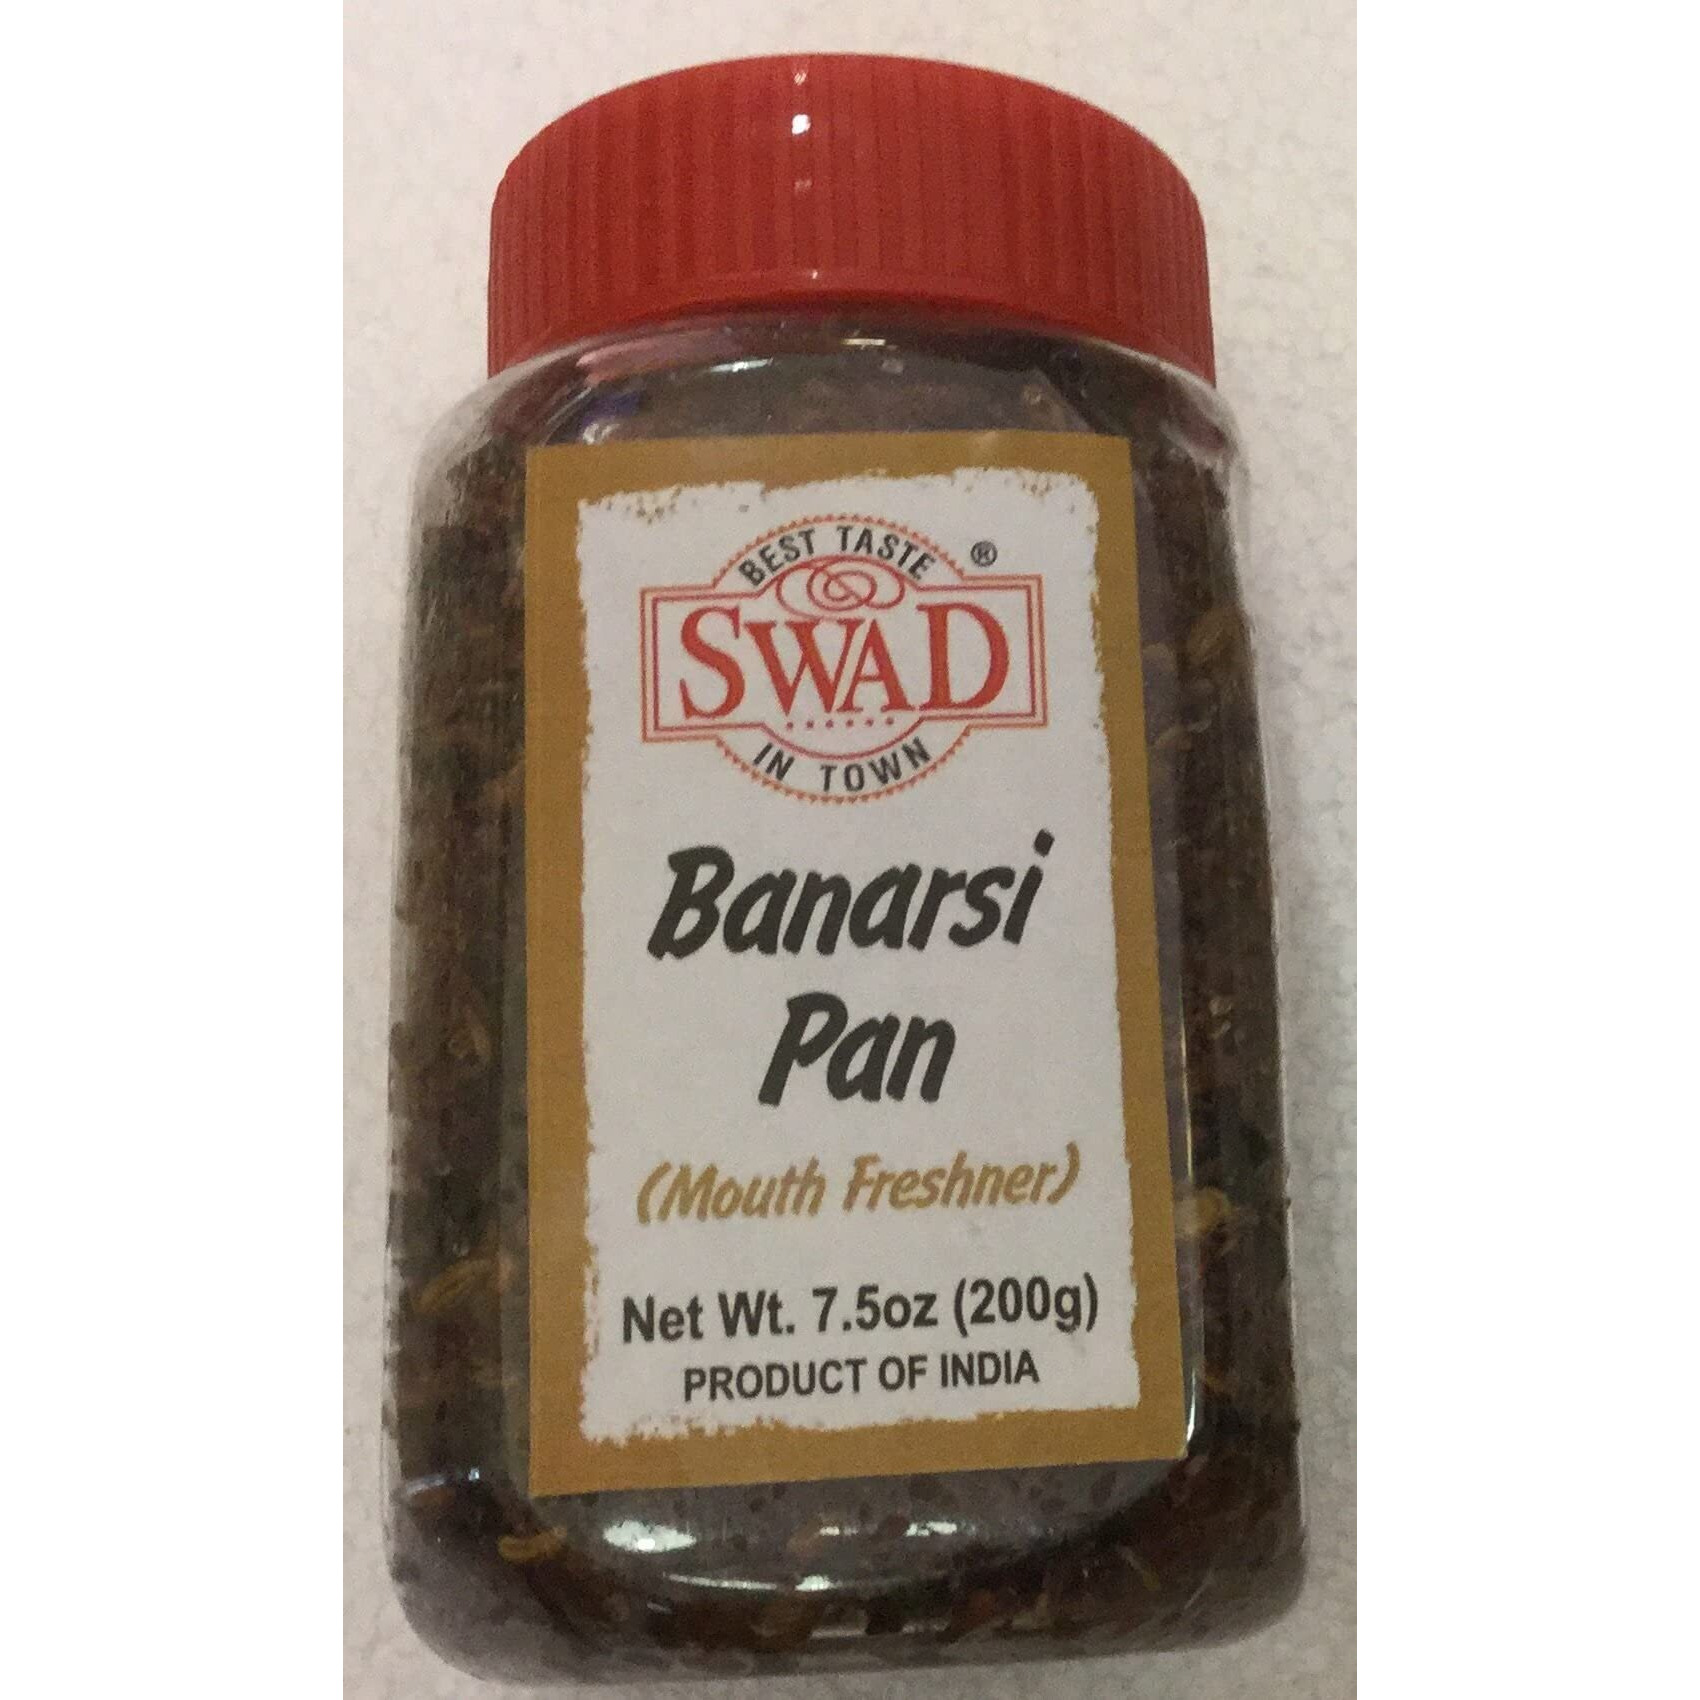 BEST TASTE ®
SWAD
IN TOWN
Banarsi
Pan
(Mouth Freshner)
Net Wt. 7.5oz (200g)
PRODUCT OF INDIA